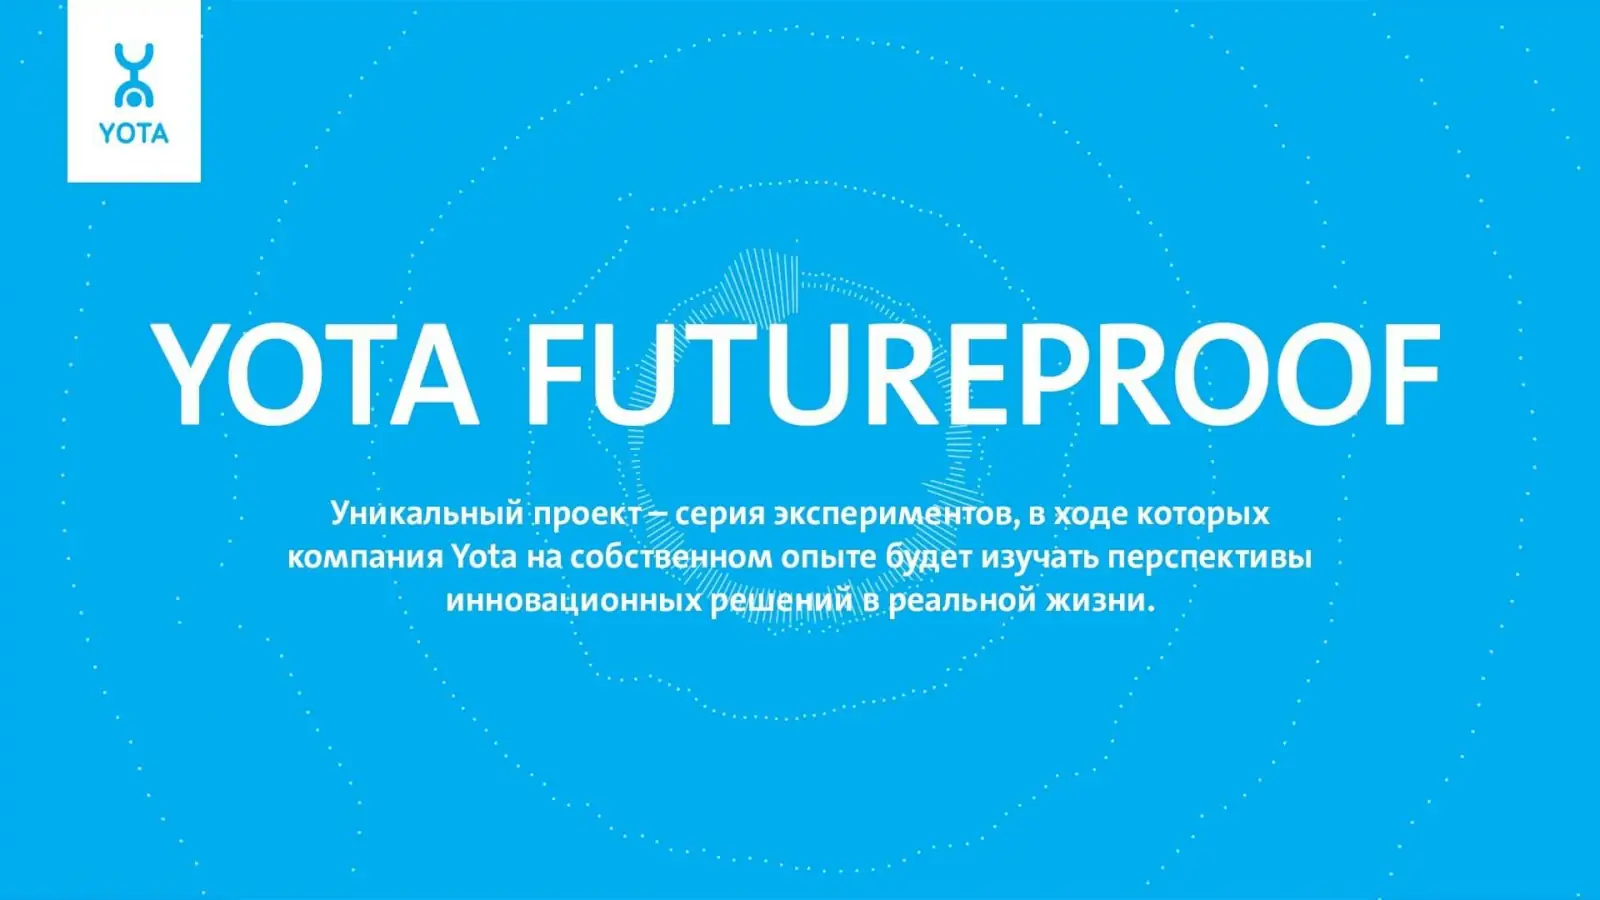 YOTA
YOTA FUTUREPROOF
Уникальный проект – серия экспериментов, в ходе которых
компания Yota на собственном опыте будет изучать перспективы
инновационных решений в реальной жизни.